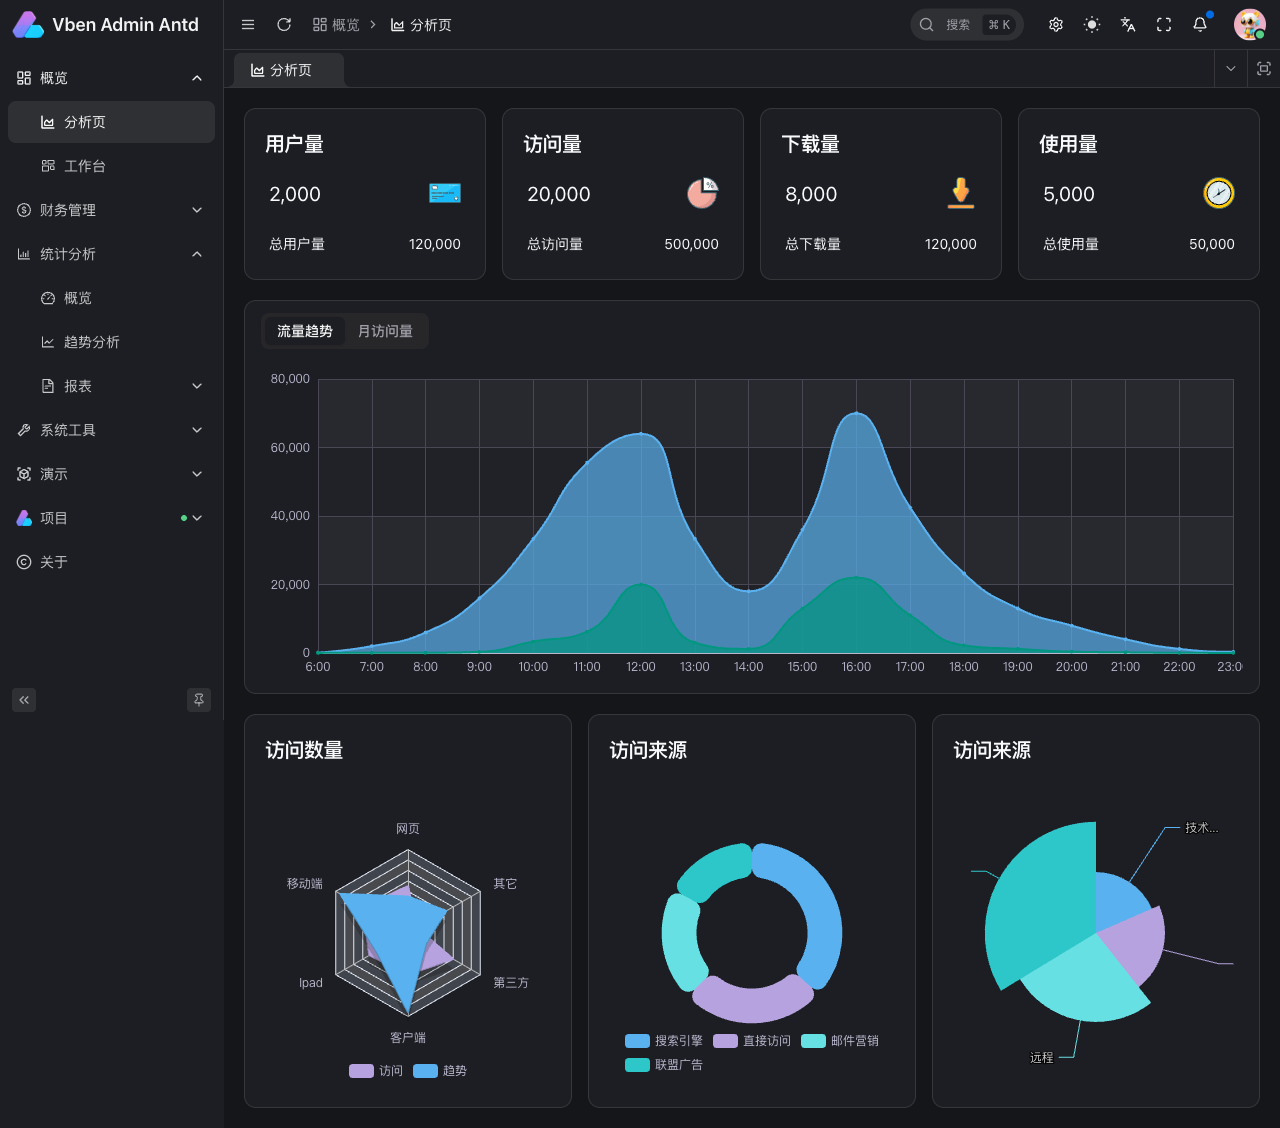 Vben Admin Antd
概览
分析页
工作台
财务管理
统计分析
概览
趋势分析
报表
系统工具
演示
项目
关于
概览
分析页
搜索 ⌘ K
分析页
用户量
2,000
总用户量 120,000
访问量
20,000
总访问量 500,000
下载量
8,000
总下载量 120,000
使用量
5,000
总使用量 50,000
流量趋势 月访问量
80,000
60,000
40,000
20,000
0
6:00 7:00 8:00 9:00 10:00 11:00 12:00 13:00 14:00 15:00 16:00 17:00 18:00 19:00 20:00 21:00 22:00 23:0
访问数量
网页
移动端 其它
Ipad 第三方
客户端
访问 趋势
访问来源
搜索引擎 直接访问 邮件营销
联盟广告
访问来源
技术...
远程